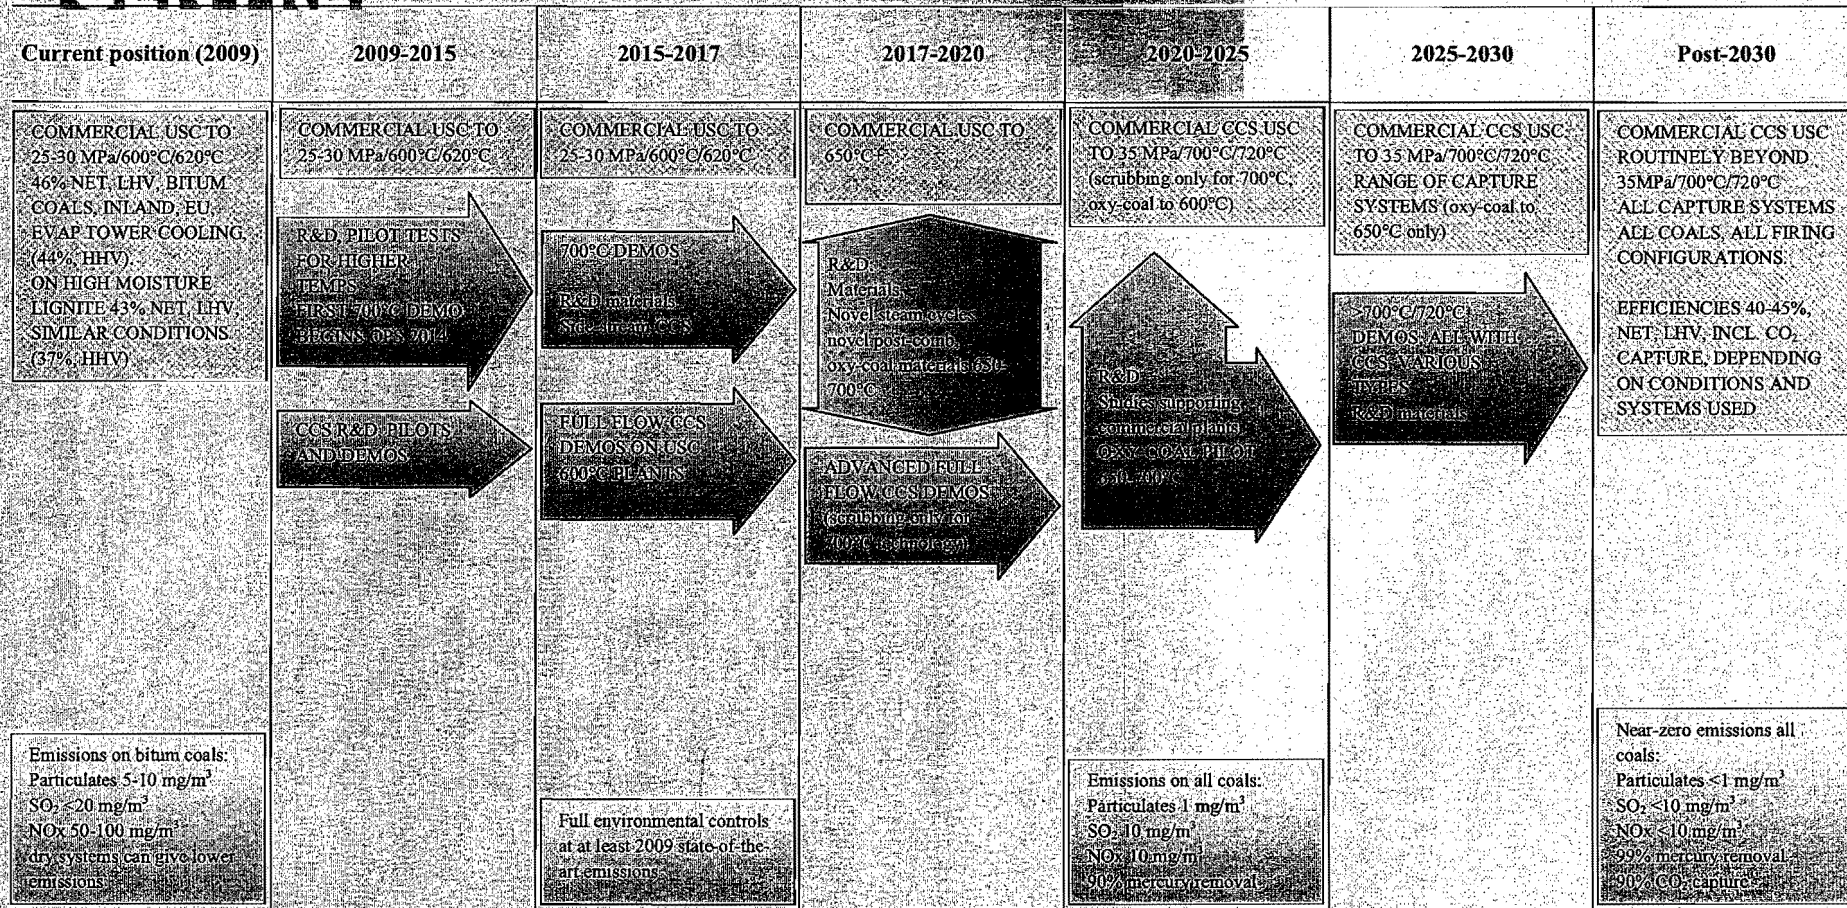 Current position (2009)
2009-2015
2015-2017
2017-2020
2020-2025
2025-2030
Post-2030
COMMERCIAL USC TO
25-30 MPa/600°C/620°C
46% NET, LHV, BITUM
COALS, INLAND, EU,
EVAP TOWER COOLING,
(44%, HHV).
ON HIGH MOISTURE
LIGNITE 43% NET, LHV
SIMILAR CONDITIONS
(37%, HHV)
Emissions on bitum coals:
Particulates 5-10 mg/m³
SO₂ <20 mg/m³
NOx 50-100 mg/m³
dry systems can give lower
emissions
COMMERCIAL USC TO
25-30 MPa/600°C/620°C
R&D, PILOT TESTS
FOR HIGHER
TEMPS
FIRST 700°C DEMO
BEGINS OPS 2014
CCS R&D, PILOTS
AND DEMOS
COMMERCIAL USC TO
25-30 MPa/600°C/620°C
700°C DEMOS
R&D materials
Side stream CCS
FULL FLOW CCS
DEMOS ON USC
600°C PLANTS
Full environmental controls
at at least 2009 state-of-the-
art emissions
COMMERCIAL USC TO
650°C+
R&D:
Materials
Novel steam cycles
novel post-comb
oxy-coal materials 650-
700°C
ADVANCED FULL
FLOW CCS DEMOS
(scrubbing only for
700°C technology)
COMMERCIAL CCS USC
TO 35 MPa/700°C/720°C
(scrubbing only for 700°C,
oxy-coal to 600°C)
R&D
Studies supporting
commercial plants
OXY-COAL PILOT
650-700°C
Emissions on all coals:
Particulates 1 mg/m³
SO₂ 10 mg/m³
NOx 10 mg/m³
90% mercury removal
COMMERCIAL CCS USC
TO 35 MPa/700°C/720°C
RANGE OF CAPTURE
SYSTEMS (oxy-coal to
650°C only)
>700°C/720°C
DEMOS ALL WITH
CCS, VARIOUS
TYPES
R&D materials
COMMERCIAL CCS USC
ROUTINELY BEYOND
35MPa/700°C/720°C
ALL CAPTURE SYSTEMS
ALL COALS, ALL FIRING
CONFIGURATIONS.
EFFICIENCIES 40-45%,
NET, LHV, INCL. CO₂
CAPTURE, DEPENDING
ON CONDITIONS AND
SYSTEMS USED
Near-zero emissions all
coals:
Particulates <1 mg/m³
SO₂ <10 mg/m³
NOx <10 mg/m³
99% mercury removal
90% CO₂ capture